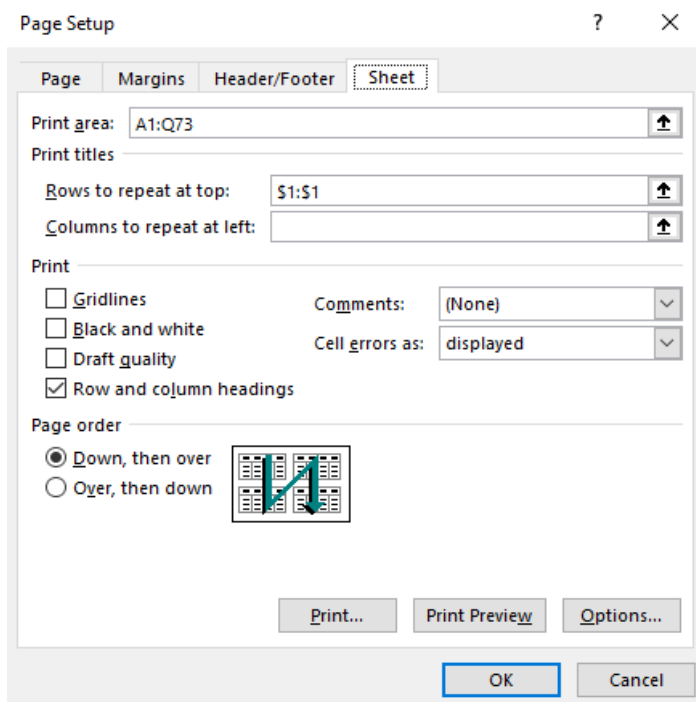 Page Setup ? ×
Page Margins Header/Footer Sheet
Print area: A1:Q73
Print titles
Rows to repeat at top: $1:$1
Columns to repeat at left:
Print
Gridlines
Comments: (None)
Black and white
Cell errors as: displayed
Draft quality
Row and column headings
Page order
Down, then over
Over, then down
Print... Print Preview Options...
OK Cancel